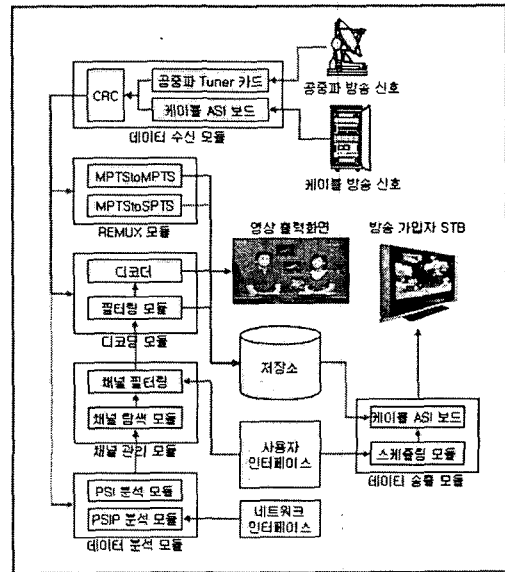 공중파 Tuner 카드
CRC
케이블 ASI 보드
데이터 수신 모듈
공중파 방송 신호
케이블 방송 신호
MPTStoMPTS
MPTStoSPTS
REMUX 모듈
영상 출력화면
방송 가입자 STB
디코더
필터링 모듈
디코딩 모듈
저장소
채널 필터링
채널 탐색 모듈
채널 관리 모듈
케이블 ASI 보드
스케줄링 모듈
데이터 송출 모듈
사용자
인터페이스
PSI 분석 모듈
PSIP 분석 모듈
데이터 분석 모듈
네트워크
인터페이스